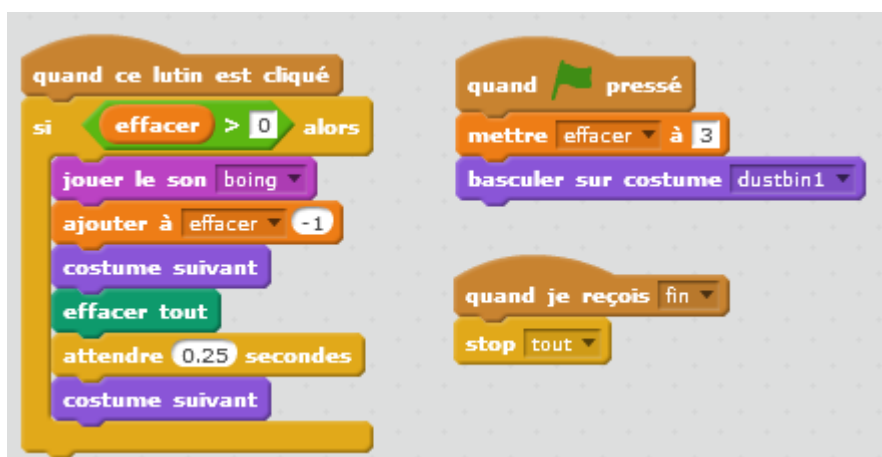 quand ce lutin est cliqué
si effacer > 0 alors
jouer le son boing
ajouter à effacer -1
costume suivant
effacer tout
attendre 0.25 secondes
costume suivant
quand pressé
mettre effacer à 3
basculer sur costume dustbin1
quand je reçois fin
stop tout